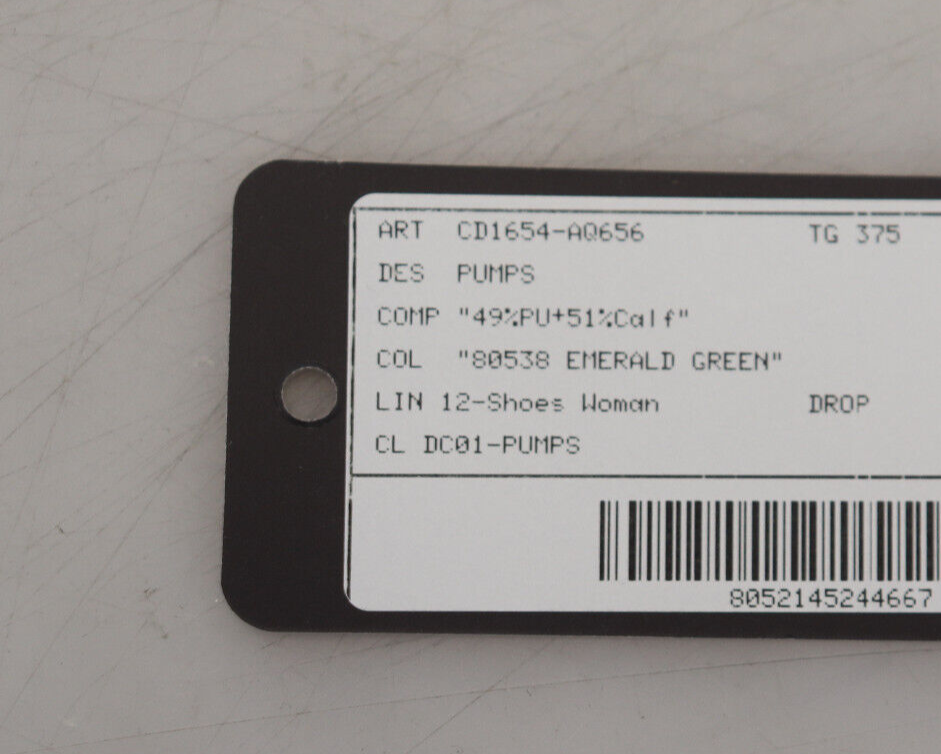 ART CD1654-AQ656 TG 375
DES PUMPS
COMP "49%PU+51%Calf"
COL "80538 EMERALD GREEN"
LIN 12-Shoes Woman DROP
CL DC01-PUMPS
8052145244667